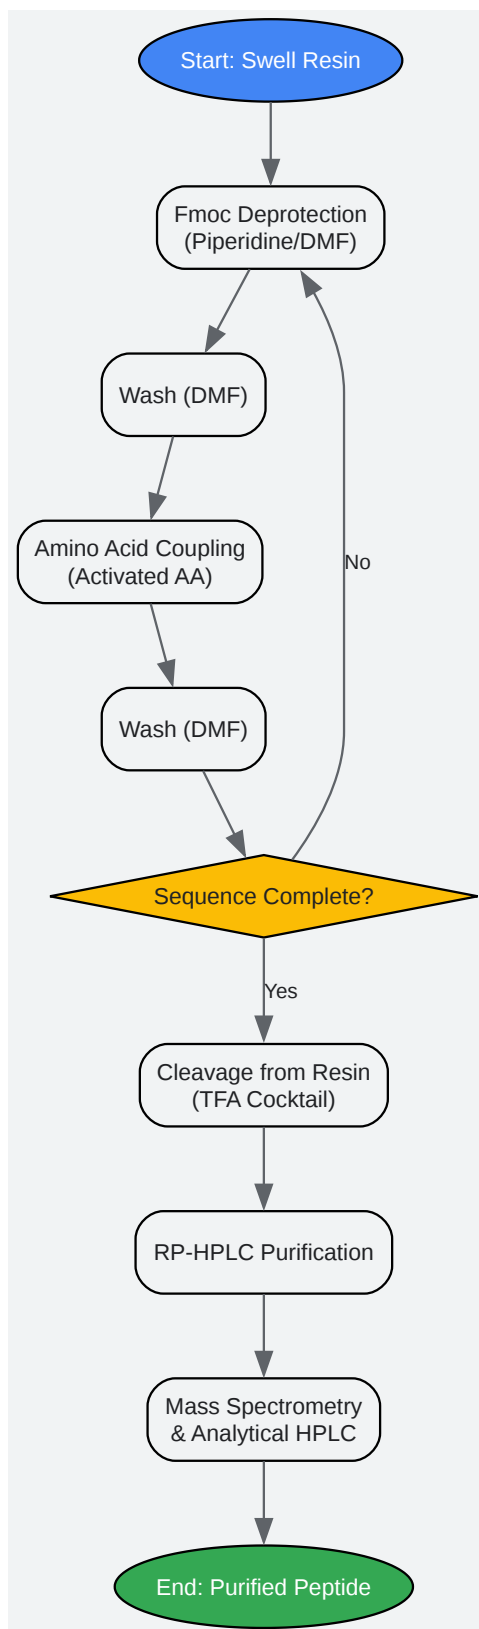 Start: Swell Resin
Fmoc Deprotection
(Piperidine/DMF)
Wash (DMF)
Amino Acid Coupling
(Activated AA)
No
Wash (DMF)
Sequence Complete?
Yes
Cleavage from Resin
(TFA Cocktail)
RP-HPLC Purification
Mass Spectrometry
& Analytical HPLC
End: Purified Peptide